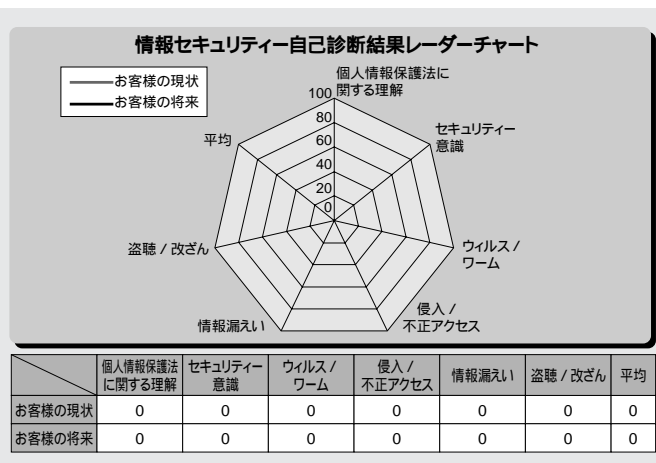 情報セキュリティー自己診断結果レーダーチャート
お客様の現状
お客様の将来
個人情報保護法に
関する理解
100
80
60
40
20
0
セキュリティー
意識
ウィルス /
ワーム
侵入 /
不正アクセス
情報漏えい
盗聴 / 改ざん
平均
個人情報保護法 セキュリティー ウィルス / 侵入 / 情報漏えい 盗聴 / 改ざん 平均
に関する理解 意識 ワーム 不正アクセス
お客様の現状 0 0 0 0 0 0 0
お客様の将来 0 0 0 0 0 0 0